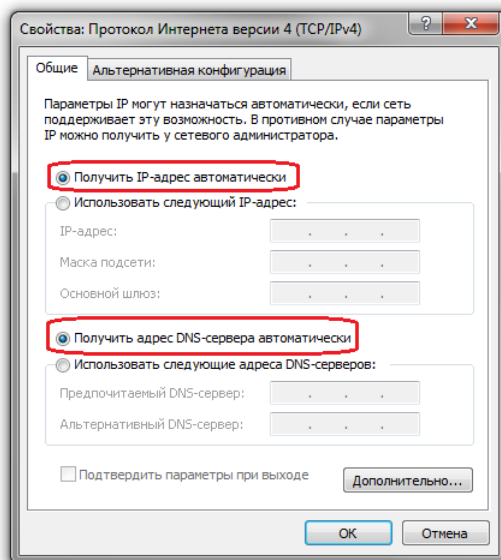 Свойства: Протокол Интернета версии 4 (TCP/IPv4)
Общие
Альтернативная конфигурация
Параметры IP могут назначаться автоматически, если сеть
поддерживает эту возможность. В противном случае параметры
IP можно получить у сетевого администратора.
Получить IP-адрес автоматически
Использовать следующий IP-адрес:
IP-адрес:
Маска подсети:
Основной шлюз:
Получить адрес DNS-сервера автоматически
Использовать следующие адреса DNS-серверов:
Предпочитаемый DNS-сервер:
Альтернативный DNS-сервер:
Подтвердить параметры при выходе
Дополнительно...
ОК
Отмена